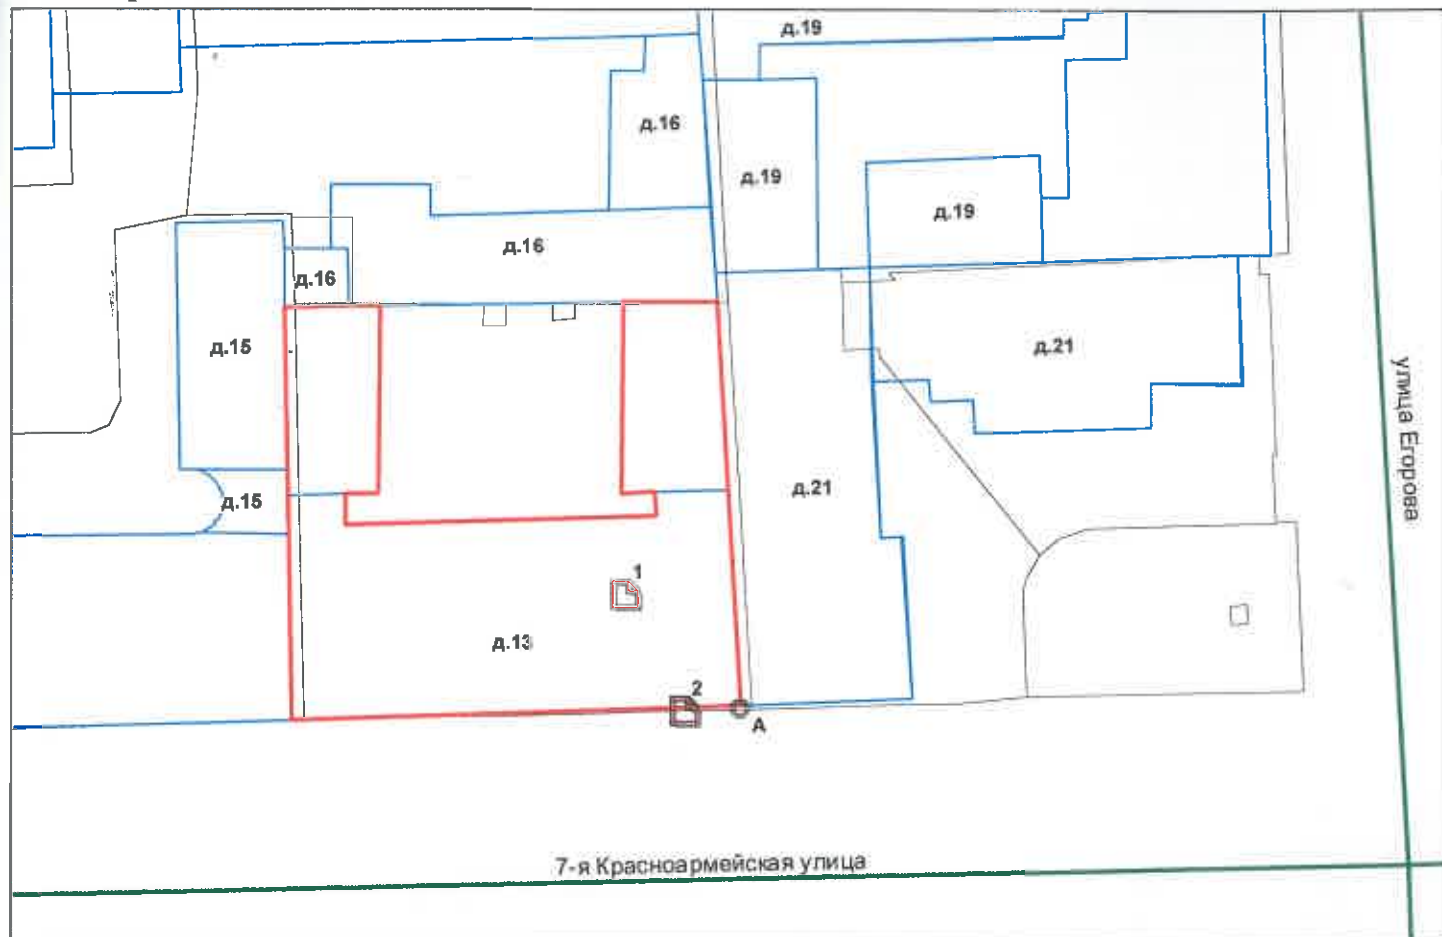 д.19
д.16
д.19
д.19
д.16
д.16
д.15
д.21
улица Егорова
д.21
д.15
1
д.13
2
А
7-я Красноармейская улица